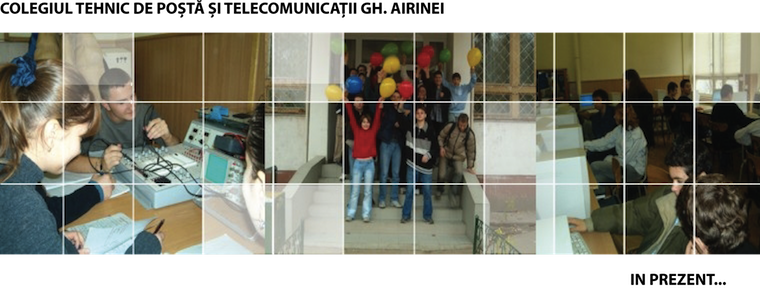 COLEGIUL TEHNIC DE POȘTĂ ȘI TELECOMUNICAȚII GH. AIRINEI
IN PREZENT...